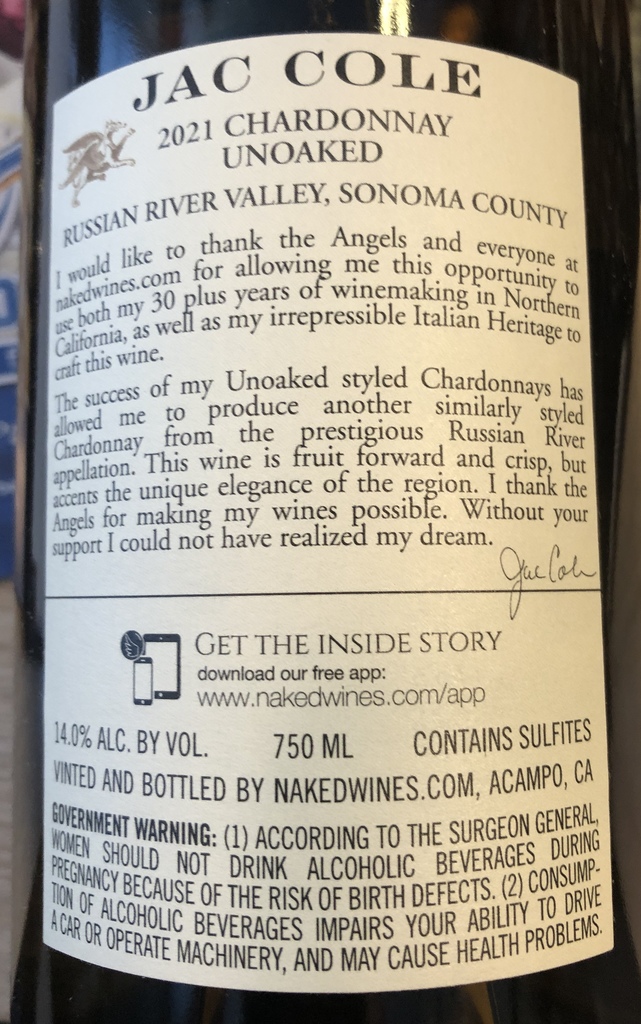 JAC COLE
2021 CHARDONNAY
UNOAKED
RUSSIAN RIVER VALLEY, SONOMA COUNTY
I would like to thank the Angels and everyone at
nakedwines.com for allowing me this opportunity to
use both my 30 plus years of winemaking in Northern
California, as well as my irrepressible Italian Heritage to
craft this wine.
The success of my Unoaked styled Chardonnays has
allowed me to produce another similarly styled
Chardonnay from the prestigious Russian River
appellation. This wine is fruit forward and crisp, but
accents the unique elegance of the region. I thank the
Angels for making my wines possible. Without your
support I could not have realized my dream.
Jac Cole
GET THE INSIDE STORY
download our free app:
www.nakedwines.com/app
14.0% ALC. BY VOL. 750 ML CONTAINS SULFITES
VINTED AND BOTTLED BY NAKEDWINES.COM, ACAMPO, CA
GOVERNMENT WARNING: (1) ACCORDING TO THE SURGEON GENERAL,
WOMEN SHOULD NOT DRINK ALCOHOLIC BEVERAGES DURING
PREGNANCY BECAUSE OF THE RISK OF BIRTH DEFECTS. (2) CONSUMP-
TION OF ALCOHOLIC BEVERAGES IMPAIRS YOUR ABILITY TO DRIVE
A CAR OR OPERATE MACHINERY, AND MAY CAUSE HEALTH PROBLEMS.